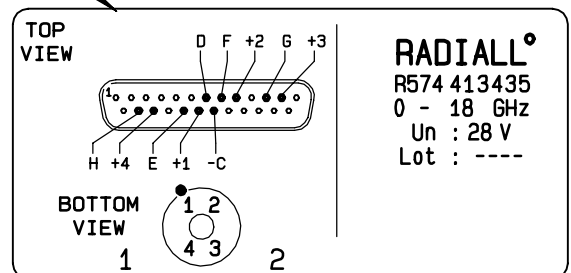 TOP
VIEW
D F +2 G +3
1
H +4 E +1 -C
BOTTOM
VIEW
1 2
4 3
1 2
RADIALL°
R574 413435
0 - 18 GHz
Un : 28 V
Lot : ----